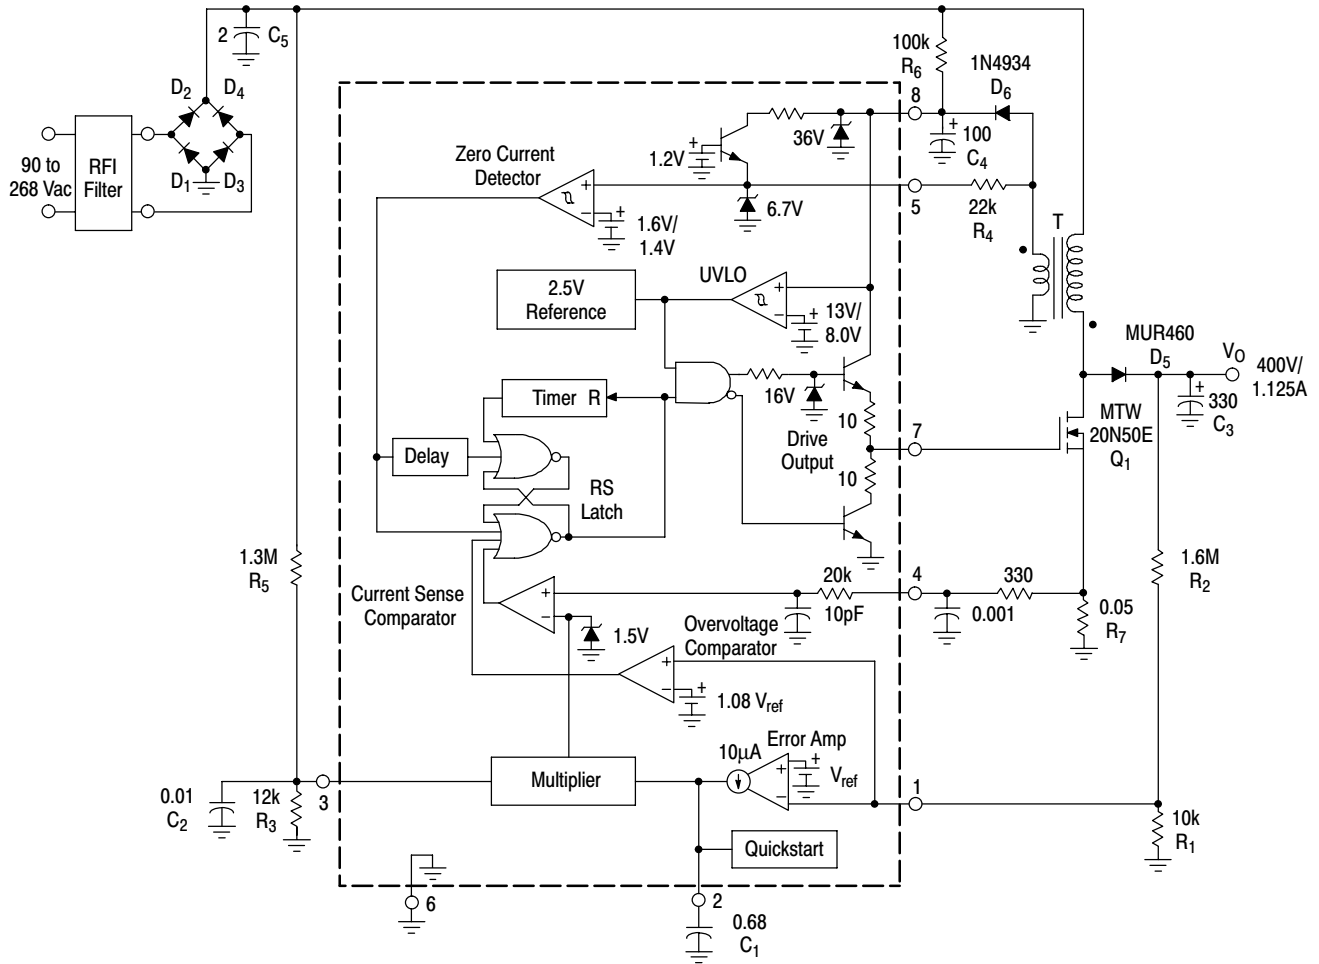 2
C5
D2
D4
D1
D3
90 to
268 Vac
RFI
Filter
100k
R6
1N4934
D6
8
100
C4
36V
1.2V
Zero Current
Detector
6.7V
1.6V/
1.4V
5
22k
R4
T
UVLO
2.5V
Reference
13V/
8.0V
MUR460
D5
VO
400V/
1.125A
330
C3
16V
Timer R
10
Drive
Output
7
MTW
20N50E
Q1
Delay
10
RS
Latch
1.3M
R5
1.6M
R2
20k
4
330
10pF
0.001
0.05
R7
Current Sense
Comparator
1.5V
Overvoltage
Comparator
1.08 Vref
Error Amp
10μA
Vref
Multiplier
1
0.01
C2
12k
R3
3
10k
R1
Quickstart
6
2
0.68
C1